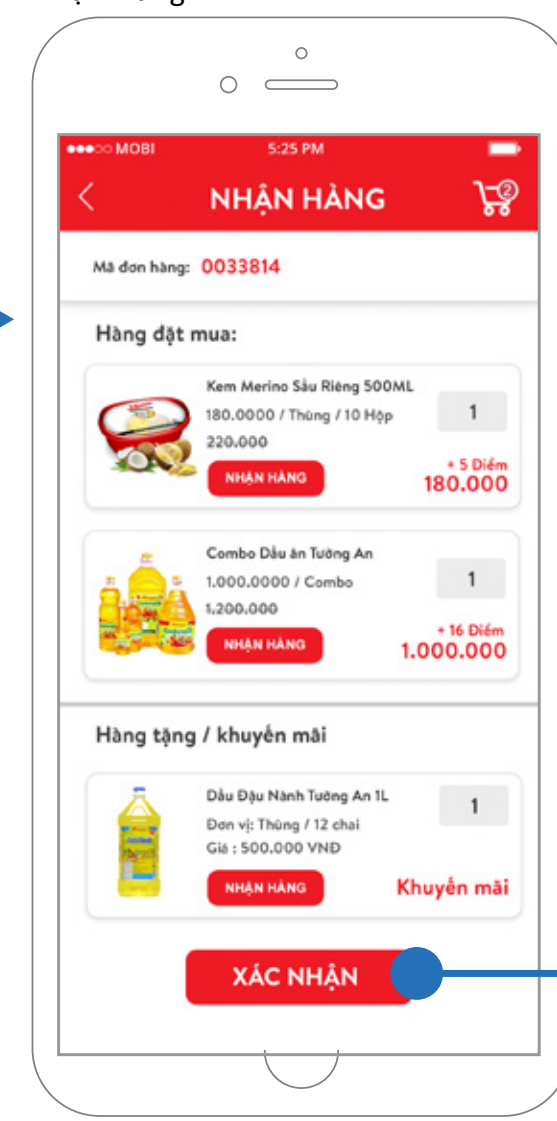 MOBI 5:25 PM
NHẬN HÀNG 2
Mã đơn hàng: 0033814
Hàng đặt mua:
Kem Merino Sầu Riêng 500ML
180.0000 / Thùng / 10 Hộp
1
220.000
NHẬN HÀNG
+ 5 Điểm
180.000
Combo Dầu ăn Tường An
1.000.0000 / Combo
1
1.200.000
NHẬN HÀNG
+ 16 Điểm
1.000.000
Hàng tặng / khuyến mãi
Dầu Đậu Nành Tường An 1L
1
Đơn vị: Thùng / 12 chai
Giá : 500.000 VNĐ
NHẬN HÀNG
Khuyến mãi
XÁC NHẬN